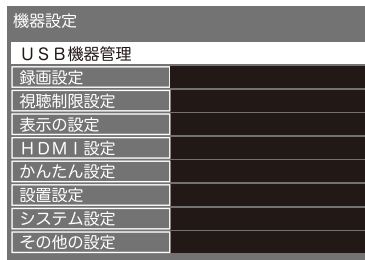 機器設定
ＵＳＢ機器管理
録画設定
視聴制限設定
表示の設定
ＨＤＭＩ設定
かんたん設定
設置設定
システム設定
その他の設定